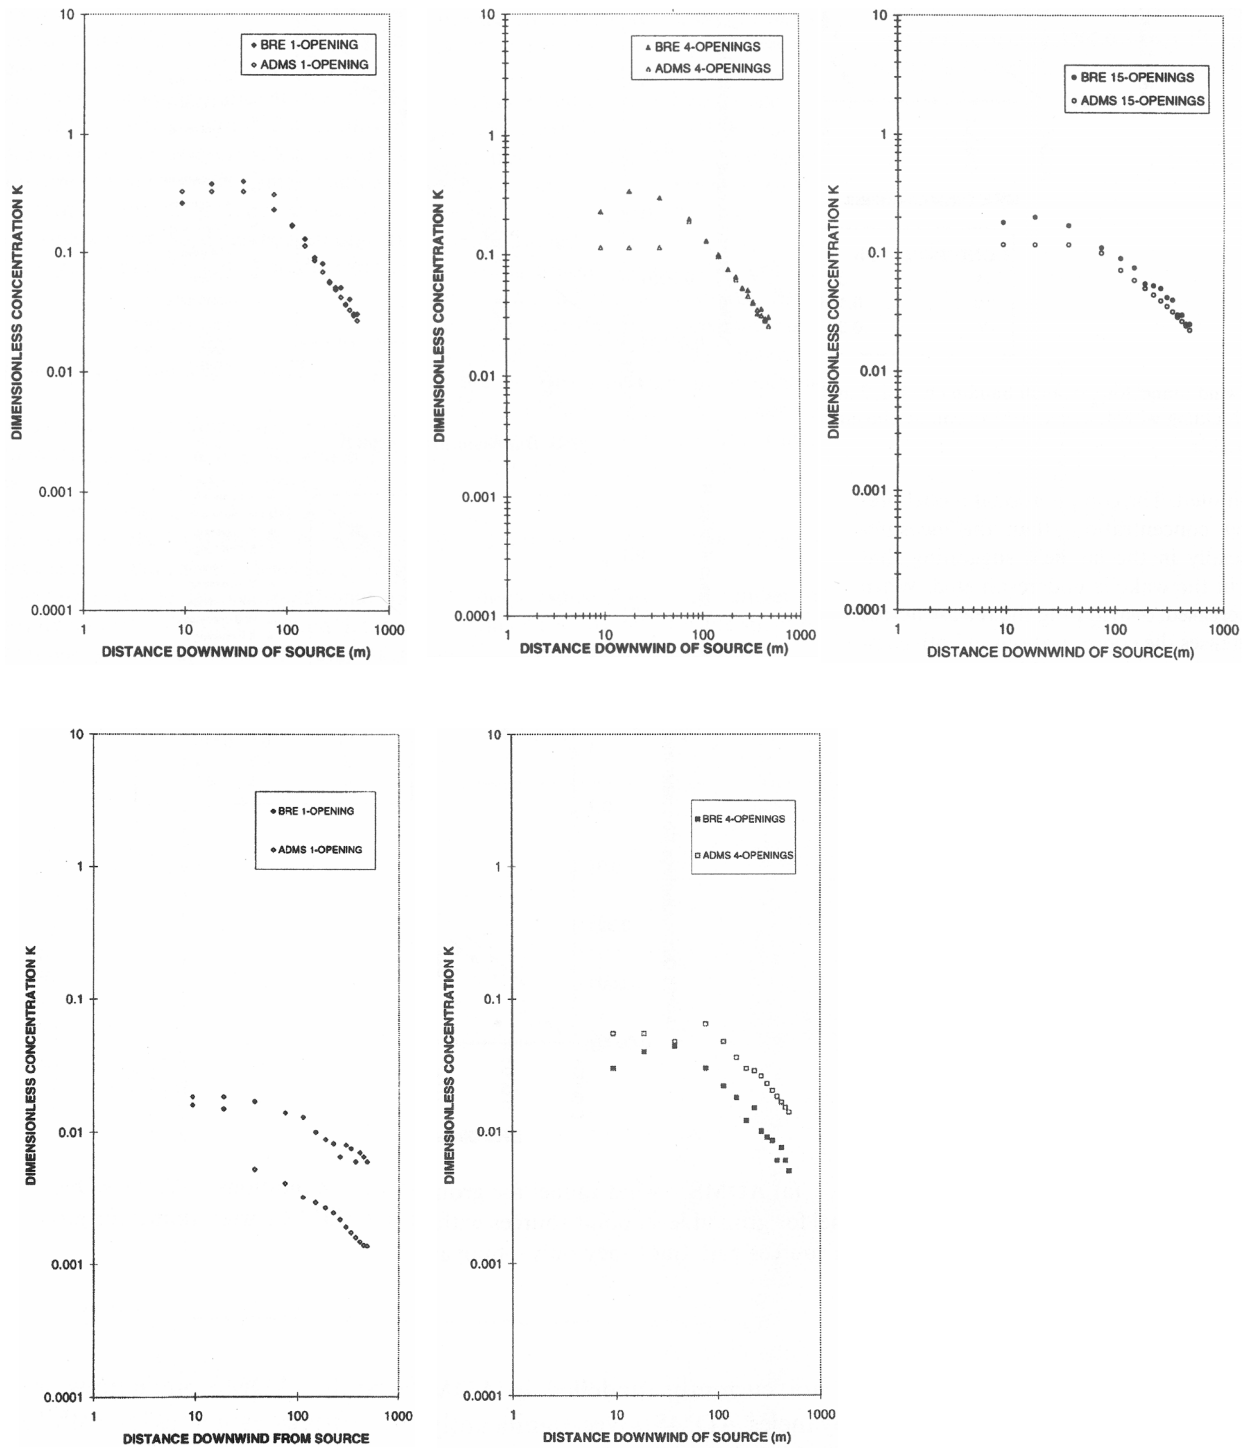 10
1
0.1
0.01
0.001
0.0001
1
10
100
1000
DIMENSIONLESS CONCENTRATION K
DISTANCE DOWNWIND OF SOURCE (m)
BRE 1-OPENING
ADMS 1-OPENING
10
1
0.1
0.01
0.001
0.0001
1
10
100
1000
DIMENSIONLESS CONCENTRATION K
DISTANCE DOWNWIND OF SOURCE (m)
BRE 4-OPENINGS
ADMS 4-OPENINGS
10
1
0.1
0.01
0.001
0.0001
1
10
100
1000
DIMENSIONLESS CONCENTRATION K
DISTANCE DOWNWIND OF SOURCE(m)
BRE 15-OPENINGS
ADMS 15-OPENINGS
10
1
0.1
0.01
0.001
0.0001
1
10
100
1000
DIMENSIONLESS CONCENTRATION K
DISTANCE DOWNWIND FROM SOURCE
BRE 1-OPENING
ADMS 1-OPENING
10
1
0.1
0.01
0.001
0.0001
1
10
100
1000
DIMENSIONLESS CONCENTRATION K
DISTANCE DOWNWIND OF SOURCE (m)
BRE 4-OPENINGS
ADMS 4-OPENINGS